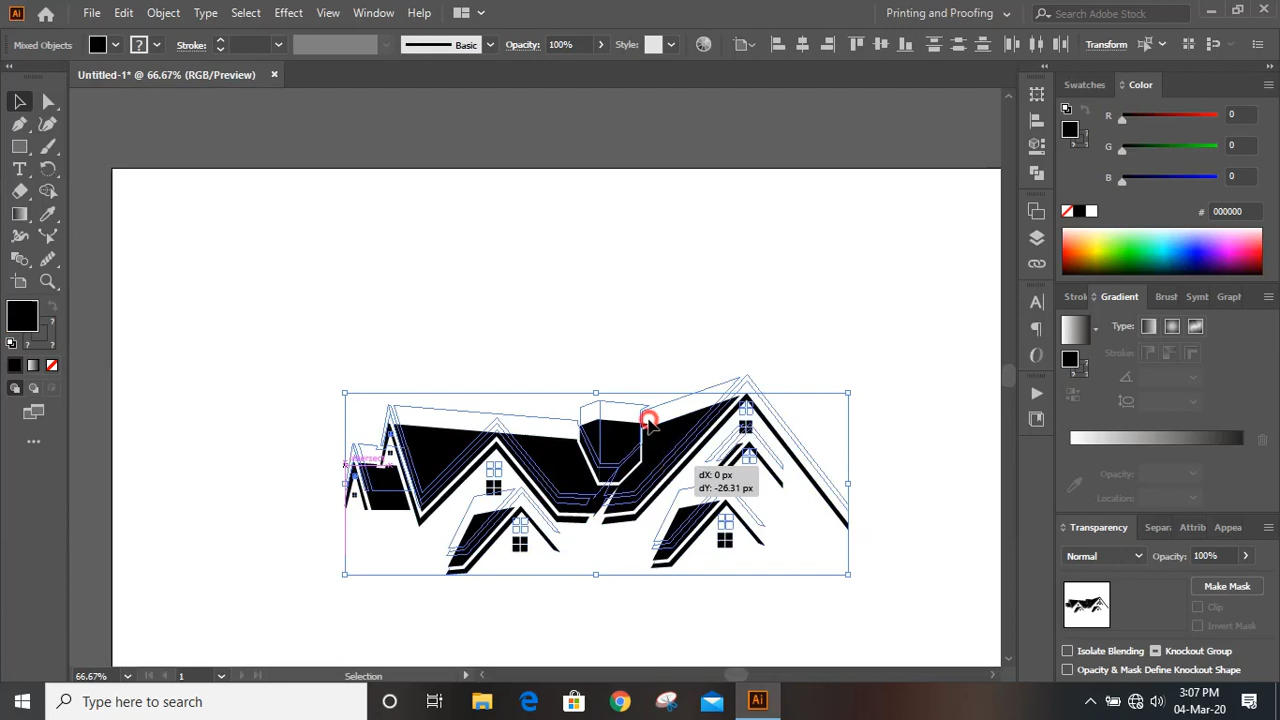 Ai File Edit Object Type Select Effect View Window Help Printing and Proofing Search Adobe Stock
Mixed Objects Stroke: Basic Opacity: 100% Style: Transform
Untitled-1* @ 66.67% (RGB/Preview)
Swatches Color
R 0
G 0
B 0
# 000000
Stroke Gradient Brush Symb Graph
Type:
Stroke:
Opacity:
Location:
Transparency Separ Attrib Action
Normal Opacity: 100%
Make Mask
Clip
Invert Mask
Isolate Blending Knockout Group
Opacity & Mask Define Knockout Shape
intersect
dX: 0 px
dY: -26.31 px
66.67% 1 Selection
Type here to search Ai 3:07 PM
04-Mar-20